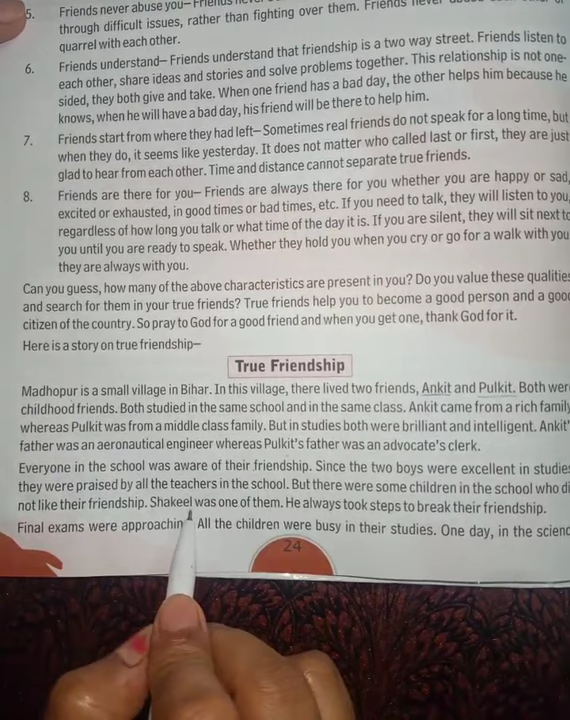 5. Friends never abuse you– Friends
through difficult issues, rather than fighting over them. Friends never
quarrel with each other.
6. Friends understand– Friends understand that friendship is a two way street. Friends listen to
each other, share ideas and stories and solve problems together. This relationship is not one-
sided, they both give and take. When one friend has a bad day, the other helps him because he
knows, when he will have a bad day, his friend will be there to help him.
7. Friends start from where they had left– Sometimes real friends do not speak for a long time, but
when they do, it seems like yesterday. It does not matter who called last or first, they are just
glad to hear from each other. Time and distance cannot separate true friends.
8. Friends are there for you– Friends are always there for you whether you are happy or sad,
excited or exhausted, in good times or bad times, etc. If you need to talk, they will listen to you,
regardless of how long you talk or what time of the day it is. If you are silent, they will sit next to
you until you are ready to speak. Whether they hold you when you cry or go for a walk with you
they are always with you.
Can you guess, how many of the above characteristics are present in you? Do you value these qualities
and search for them in your true friends? True friends help you to become a good person and a good
citizen of the country. So pray to God for a good friend and when you get one, thank God for it.
Here is a story on true friendship–
True Friendship
Madhopur is a small village in Bihar. In this village, there lived two friends, Ankit and Pulkit. Both were
childhood friends. Both studied in the same school and in the same class. Ankit came from a rich family
whereas Pulkit was from a middle class family. But in studies both were brilliant and intelligent. Ankit'
father was an aeronautical engineer whereas Pulkit's father was an advocate's clerk.
Everyone in the school was aware of their friendship. Since the two boys were excellent in studies
they were praised by all the teachers in the school. But there were some children in the school who di
not like their friendship. Shakeel was one of them. He always took steps to break their friendship.
Final exams were approachin All the children were busy in their studies. One day, in the scienc
24